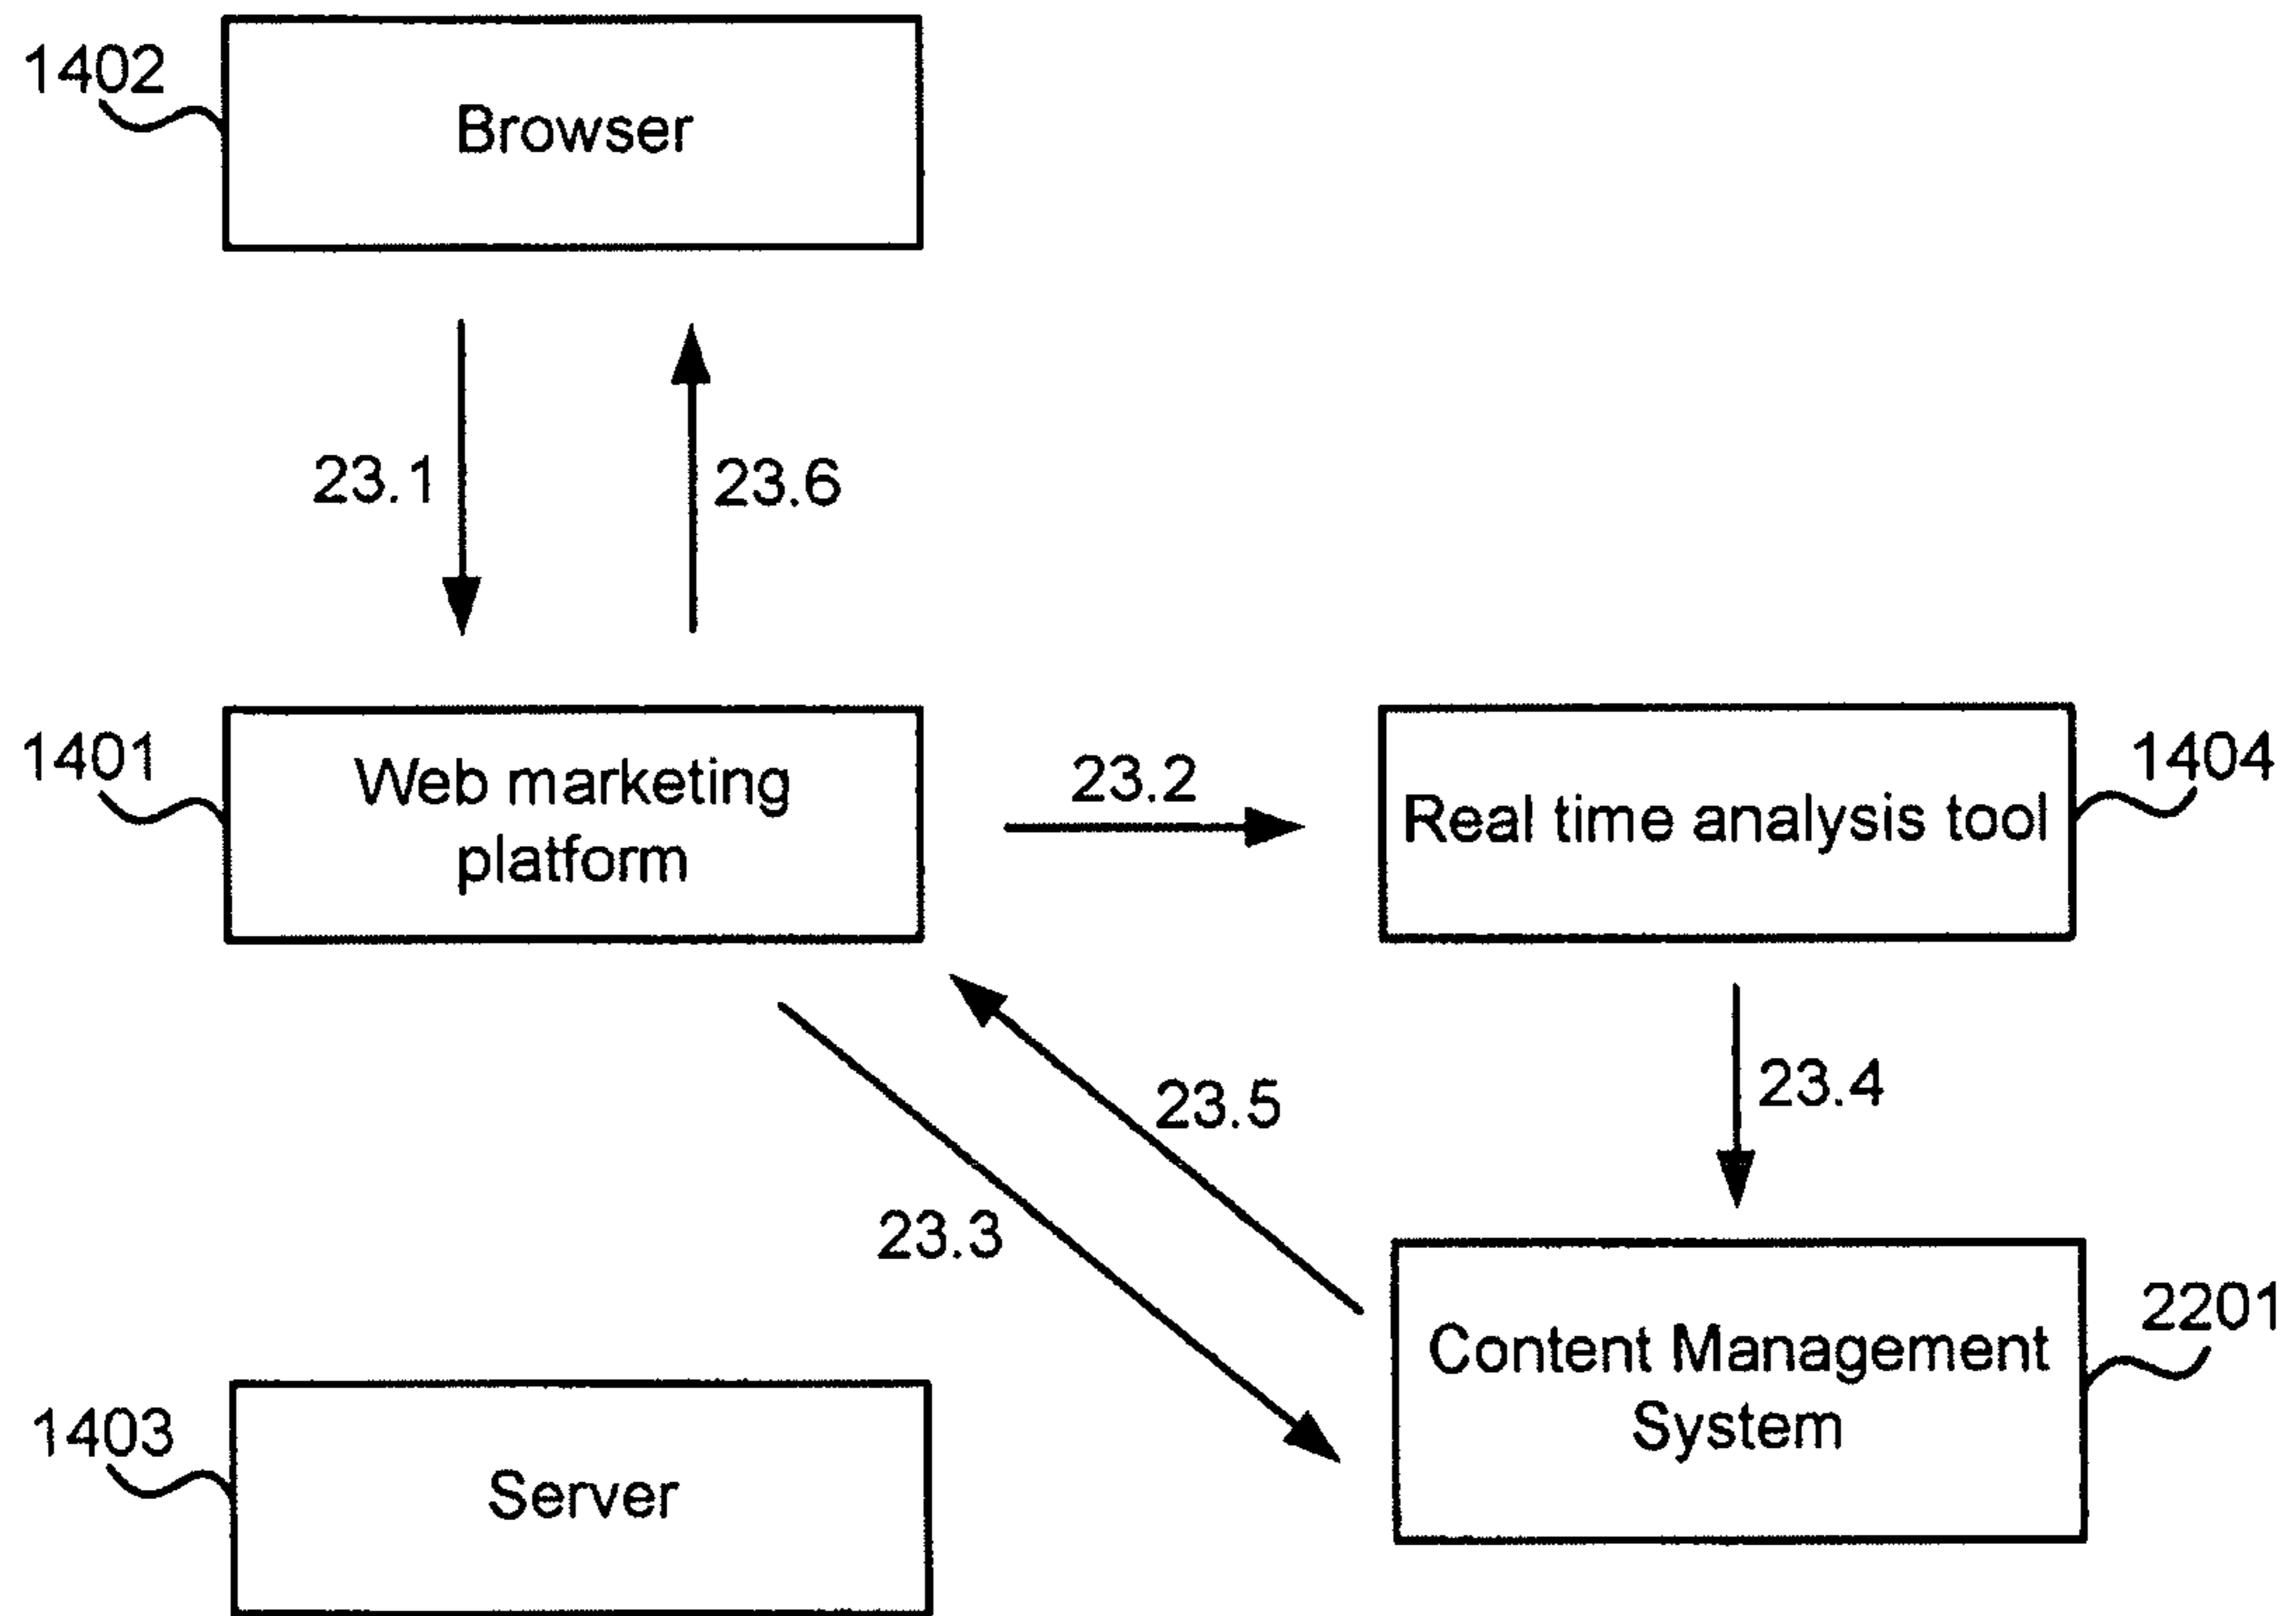 1402
Browser
23.1
23.6
1401
Web marketing
platform
23.2
Real time analysis tool
1404
23.3
23.5
23.4
1403
Server
Content Management
System
2201